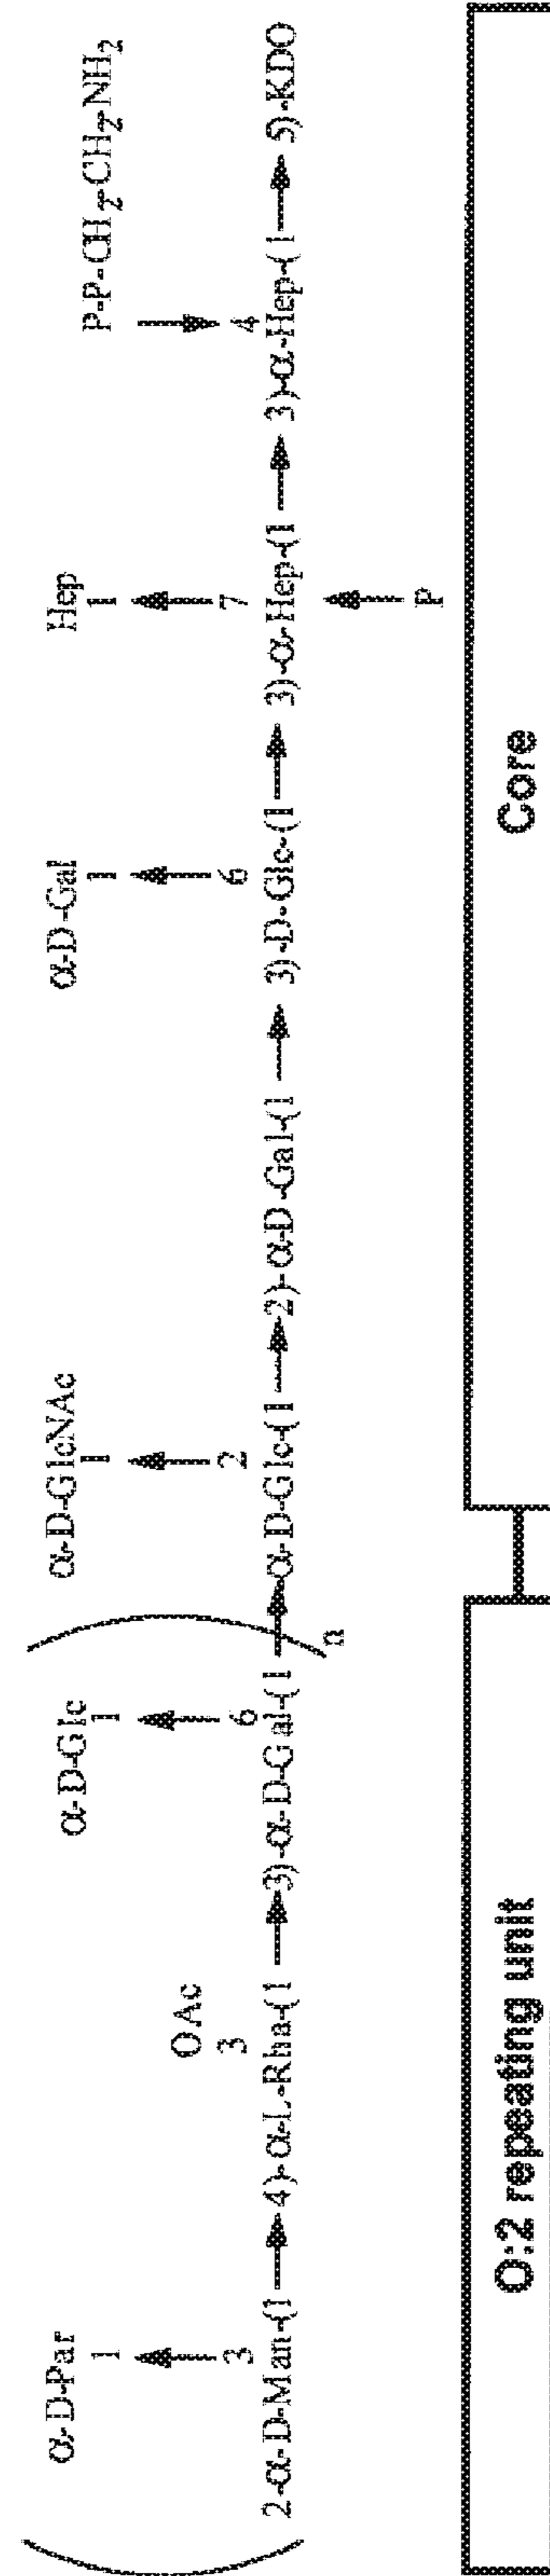 α-D-Par α-D-Glc α-D-GlcNAc α-D-Gal Hep P-P-CH2-CH2-NH2
1 OAc 1 1 1 1
3 3 6 2 6 7 4
2-α-D-Man-(1 → 4)-α-L-Rha-(1 → 3)-α-D-Gal-(1 → α-D-Glc-(1 → 2)-α-D-Gal-(1 → 3)-D-Glc-(1 → 3)-α-Hep-(1 → 3)-α-Hep-(1 → 5)-KDO
n
P
O:2 repeating unit Core